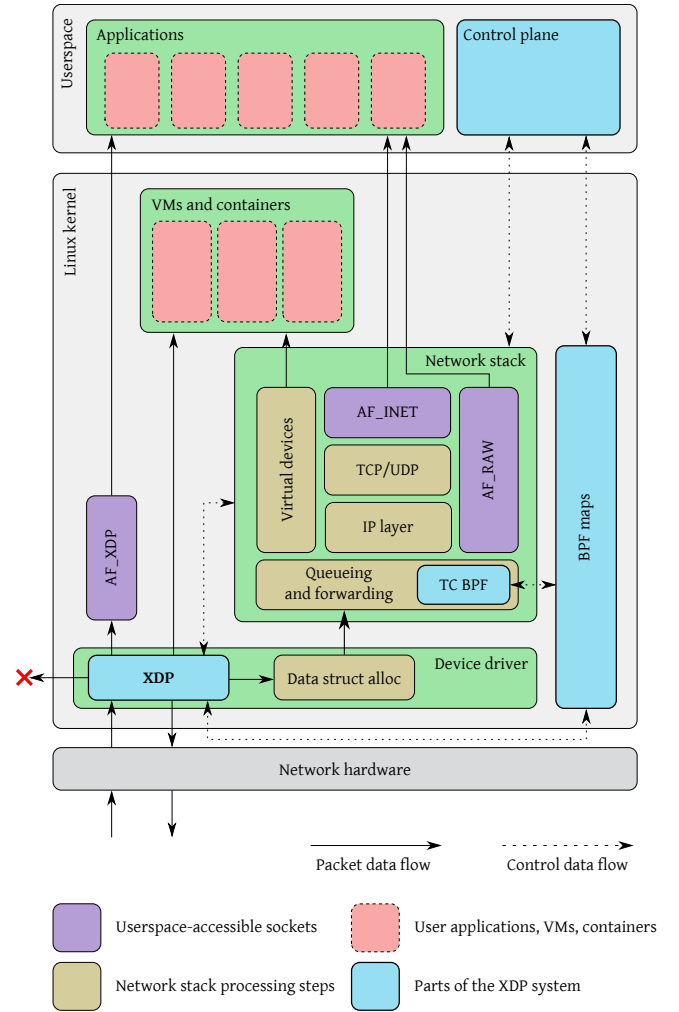 Userspace
Applications
Control plane
Linux kernel
VMs and containers
Network stack
Virtual devices
AF_INET
TCP/UDP
IP layer
AF_RAW
Queueing
and forwarding
TC BPF
BPF maps
AF_XDP
Device driver
XDP
Data struct alloc
Network hardware
Packet data flow
Control data flow
Userspace-accessible sockets
User applications, VMs, containers
Network stack processing steps
Parts of the XDP system